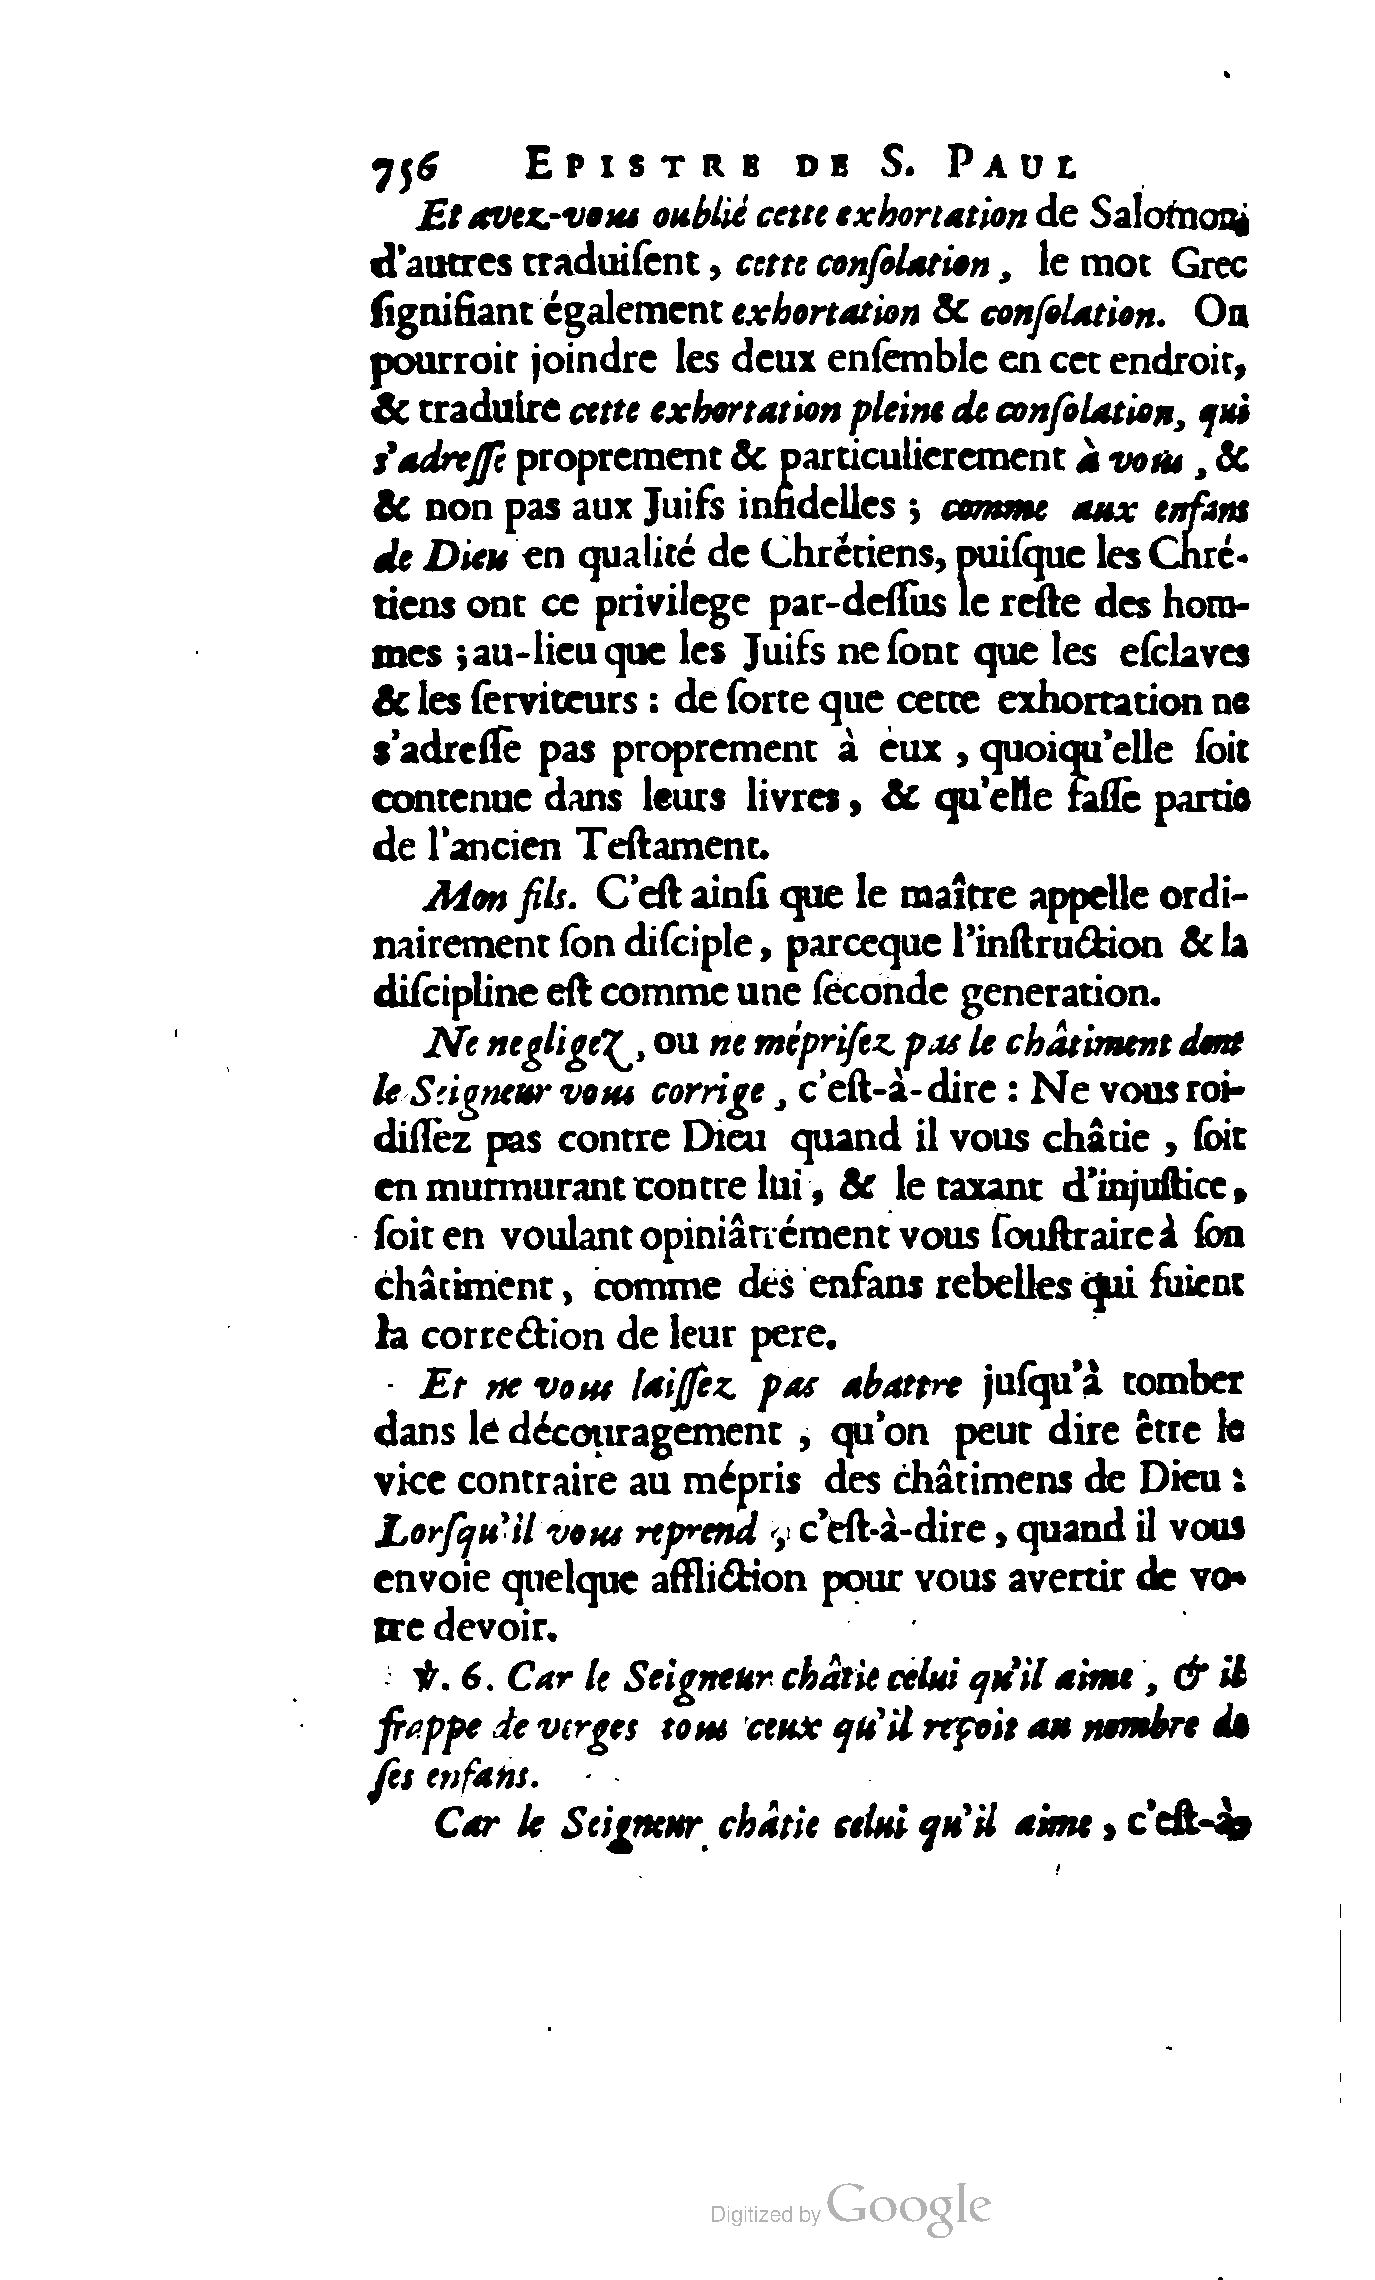 756 EPISTRE DE S. PAUL
Et avez-vous oublié cette exhortation de Salomon;
d'autres traduiſent, cette conſolation, le mot Grec
ſignifiant également exhortation & conſolation. On
pourroit joindre les deux enſemble en cet endroit,
& traduire cette exhortation pleine de conſolation, qui
s'adreſſe proprement & particulierement à vous, &
& non pas aux Juifs infidelles ; comme aux enfans
de Dieu en qualité de Chrétiens, puiſque les Chré-
tiens ont ce privilege par-deſſus le reſte des hom-
mes ; au-lieu que les Juifs ne ſont que les eſclaves
& les ſerviteurs : de ſorte que cette exhortation ne
s'adreſſe pas proprement à eux, quoiqu'elle ſoit
contenue dans leurs livres, & qu'elle faſſe partie
de l'ancien Teſtament.
Mon fils. C'eſt ainſi que le maître appelle ordi-
nairement ſon diſciple, parceque l'inſtruction & la
diſcipline eſt comme une ſeconde generation.
Ne negligez, ou ne mépriſez pas le châtiment dont
le Seigneur vous corrige, c'eſt-à-dire : Ne vous roi-
diſſez pas contre Dieu quand il vous châtie, ſoit
en murmurant contre lui, & le taxant d'injuſtice,
ſoit en voulant opiniâtrément vous ſouſtraire à ſon
châtiment, comme des enfans rebelles qui fuient
la correction de leur pere.
Et ne vous laiſſez pas abattre juſqu'à tomber
dans le découragement, qu'on peut dire être le
vice contraire au mépris des châtimens de Dieu :
Lorſqu'il vous reprend, c'eſt-à-dire, quand il vous
envoie quelque affliction pour vous avertir de vo-
tre devoir.
℣. 6. Car le Seigneur châtie celui qu'il aime, & il
frappe de verges tous ceux qu'il reçoit au nombre de
ſes enfans.
Car le Seigneur châtie celui qu'il aime, c'eſt-à-
Digitized by Google